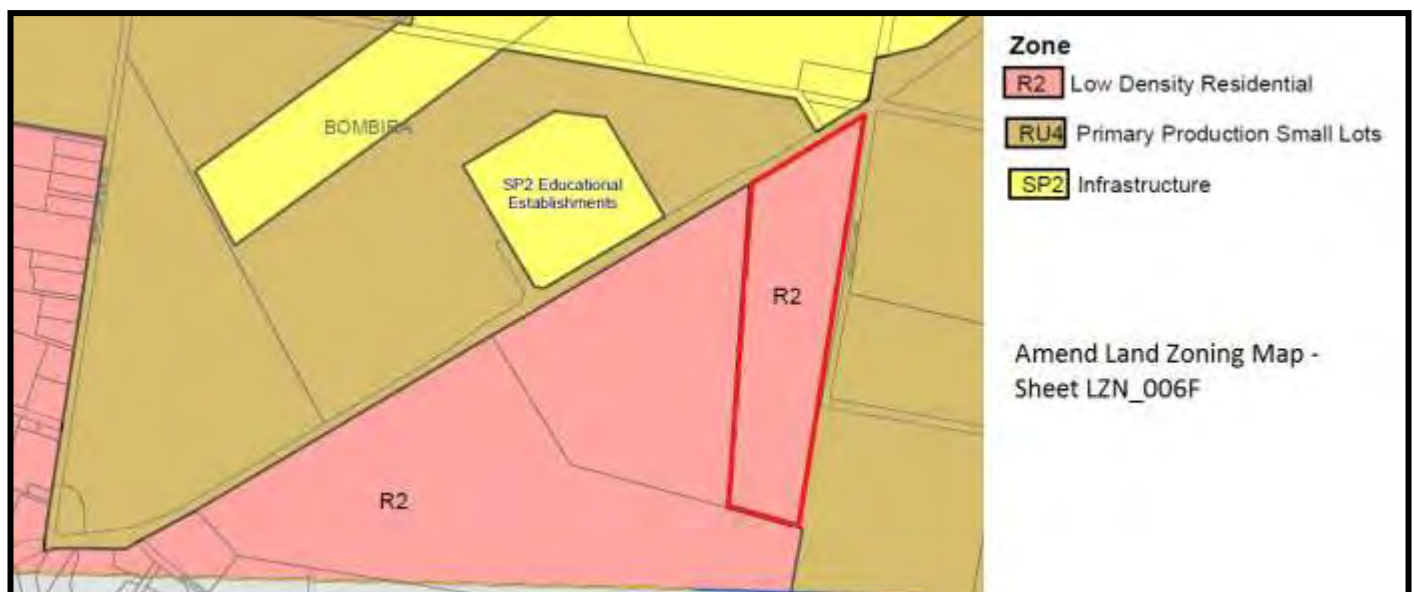 BOMBIRA
SP2 Educational
Establishments
R2
R2
Zone
R2 Low Density Residential
RU4 Primary Production Small Lots
SP2 Infrastructure
Amend Land Zoning Map -
Sheet LZN_006F